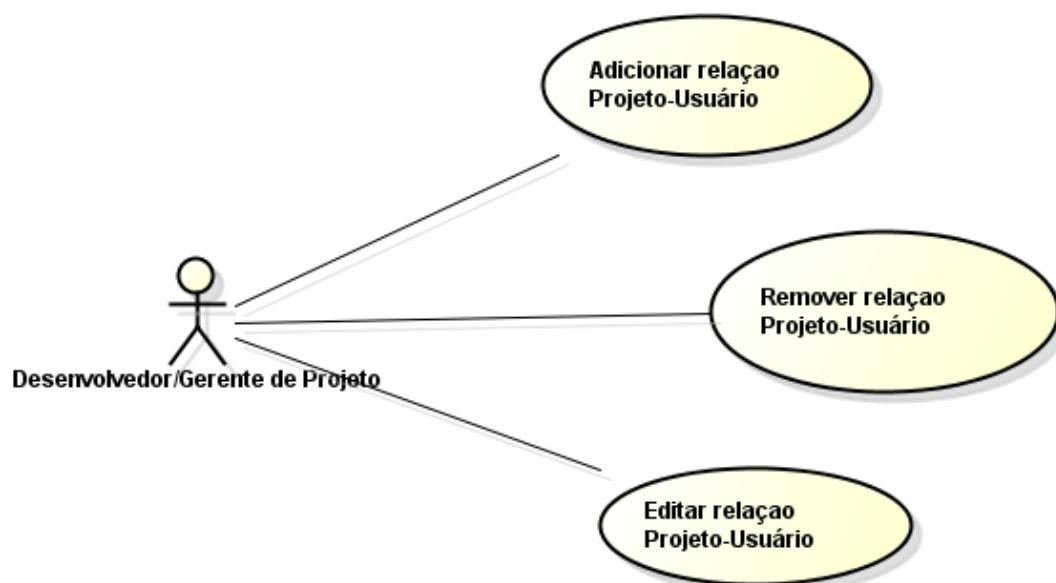 Adicionar relaçao
Projeto-Usuário
Remover relaçao
Projeto-Usuário
Desenvolvedor/Gerente de Projeto
Editar relaçao
Projeto-Usuário